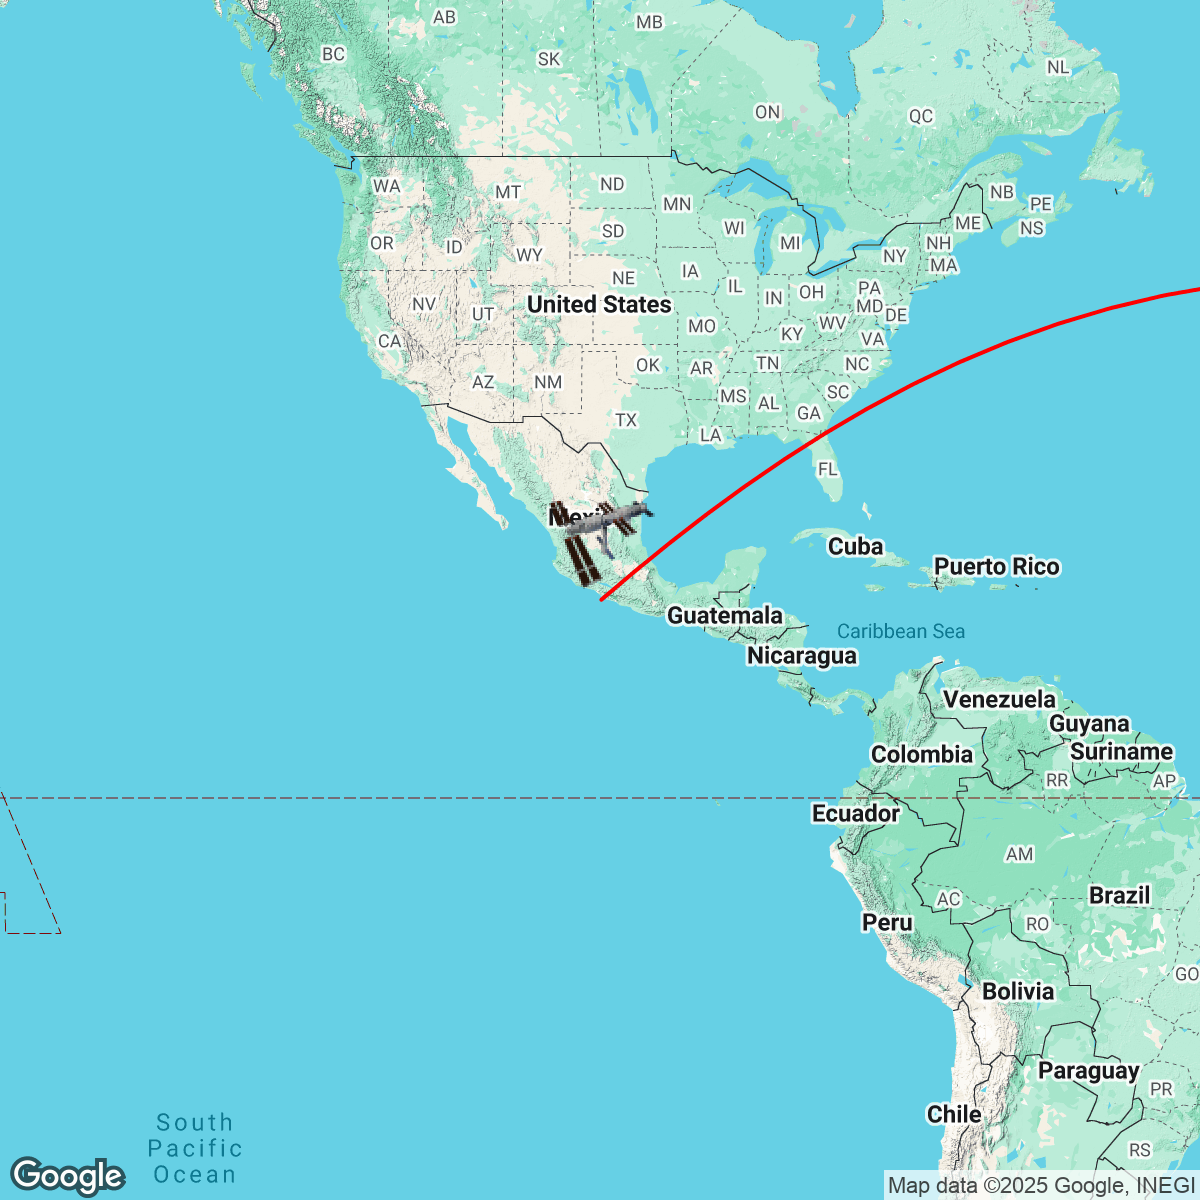 AB
MB
BC
SK
NL
ON
QC
WA
MT
ND
MN
NB
PE
OR
ID
SD
WI
MI
ME
NS
NH
NY
MA
WY
NE
IA
IL
IN
OH
PA
MD
DE
NV
UT
United States
CA
MO
KY
WV
VA
AZ
NM
OK
AR
TN
NC
MS
AL
SC
GA
TX
LA
FL
Cuba
Puerto Rico
Guatemala
Caribbean Sea
Nicaragua
Venezuela
Guyana
Suriname
Colombia
RR
AP
Ecuador
AM
AC
Brazil
Peru
RO
GO
Bolivia
Paraguay
PR
Chile
South
Pacific
Ocean
RS
Google
Map data ©2025 Google, INEGI